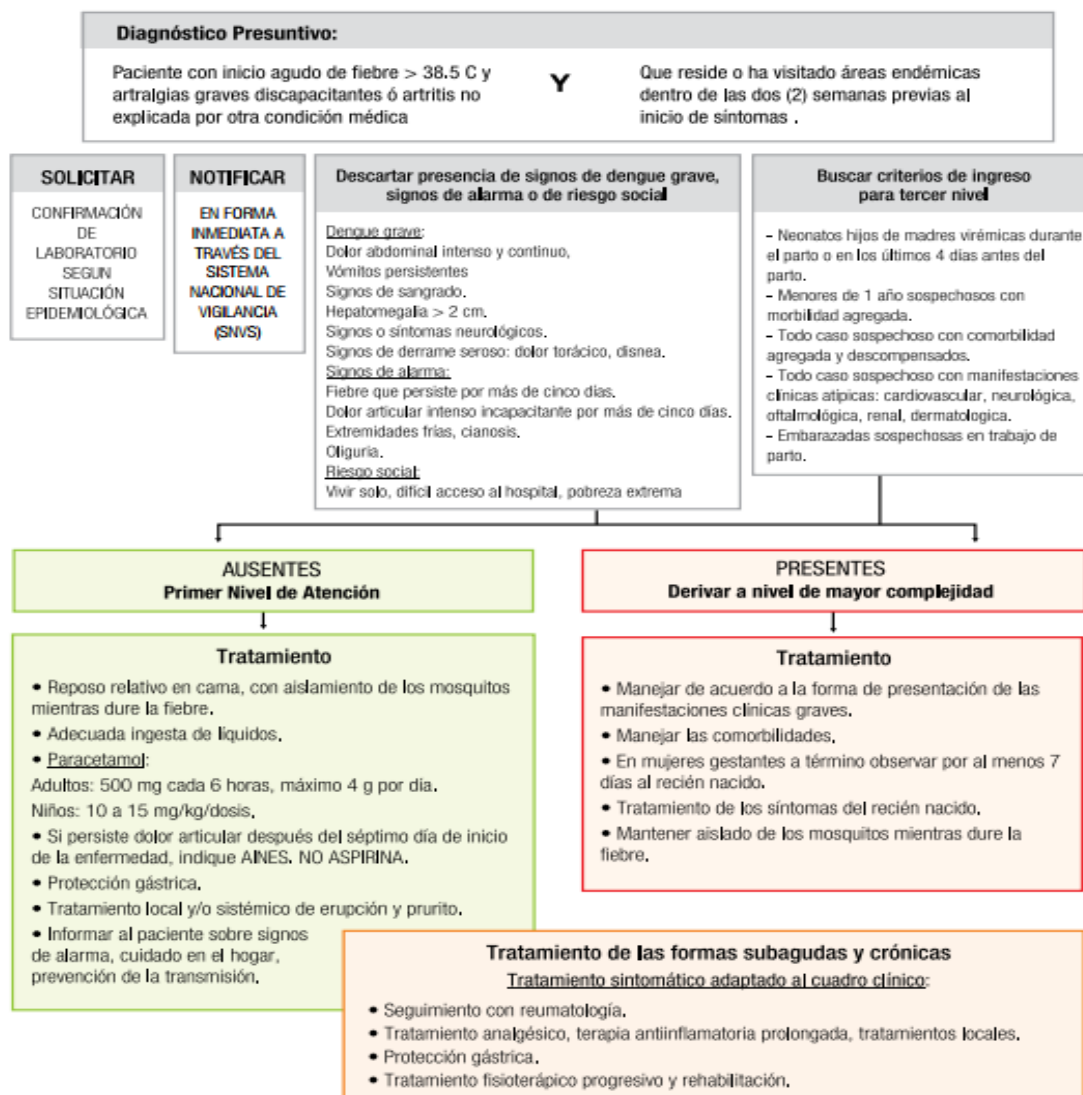 Diagnóstico Presuntivo:
Paciente con inicio agudo de fiebre > 38.5 C y
artralgias graves discapacitantes ó artritis no
explicada por otra condición médica
Y
Que reside o ha visitado áreas endémicas
dentro de las dos (2) semanas previas al
inicio de síntomas .
SOLICITAR
CONFIRMACIÓN
DE
LABORATORIO
SEGUN
SITUACIÓN
EPIDEMIOLÓGICA
NOTIFICAR
EN FORMA
INMEDIATA A
TRAVÉS DEL
SISTEMA
NACIONAL DE
VIGILANCIA
(SNVS)
Descartar presencia de signos de dengue grave,
signos de alarma o de riesgo social
Dengue grave:
Dolor abdominal intenso y continuo,
Vómitos persistentes
Signos de sangrado.
Hepatomegalia > 2 cm.
Signos o síntomas neurológicos.
Signos de derrame seroso: dolor torácico, disnea.
Signos de alarma:
Fiebre que persiste por más de cinco días.
Dolor articular intenso incapacitante por más de cinco días.
Extremidades frías, cianosis.
Oliguria.
Riesgo social:
Vivir solo, difícil acceso al hospital, pobreza extrema
Buscar criterios de ingreso
para tercer nivel
– Neonatos hijos de madres virémicas durante
el parto o en los últimos 4 días antes del
parto.
– Menores de 1 año sospechosos con
morbilidad agregada.
– Todo caso sospechoso con comorbilidad
agregada y descompensados.
– Todo caso sospechoso con manifestaciones
clínicas atípicas: cardiovascular, neurológica,
oftalmológica, renal, dermatologica.
– Embarazadas sospechosas en trabajo de
parto.
AUSENTES
Primer Nivel de Atención
PRESENTES
Derivar a nivel de mayor complejidad
Tratamiento
• Reposo relativo en cama, con aislamiento de los mosquitos
mientras dure la fiebre.
• Adecuada ingesta de líquidos.
• Paracetamol:
Adultos: 500 mg cada 6 horas, máximo 4 g por día.
Niños: 10 a 15 mg/kg/dosis.
• Si persiste dolor articular después del séptimo día de inicio
de la enfermedad, indique AINES. NO ASPIRINA.
• Protección gástrica.
• Tratamiento local y/o sistémico de erupción y prurito.
• Informar al paciente sobre signos
de alarma, cuidado en el hogar,
prevención de la transmisión.
Tratamiento
• Manejar de acuerdo a la forma de presentación de las
manifestaciones clínicas graves.
• Manejar las comorbilidades.
• En mujeres gestantes a término observar por al menos 7
días al recién nacido.
• Tratamiento de los síntomas del recién nacido.
• Mantener aislado de los mosquitos mientras dure la
fiebre.
Tratamiento de las formas subagudas y crónicas
Tratamiento sintomático adaptado al cuadro clínico:
• Seguimiento con reumatología.
• Tratamiento analgésico, terapia antiinflamatoria prolongada, tratamientos locales.
• Protección gástrica.
• Tratamiento fisioterápico progresivo y rehabilitación.